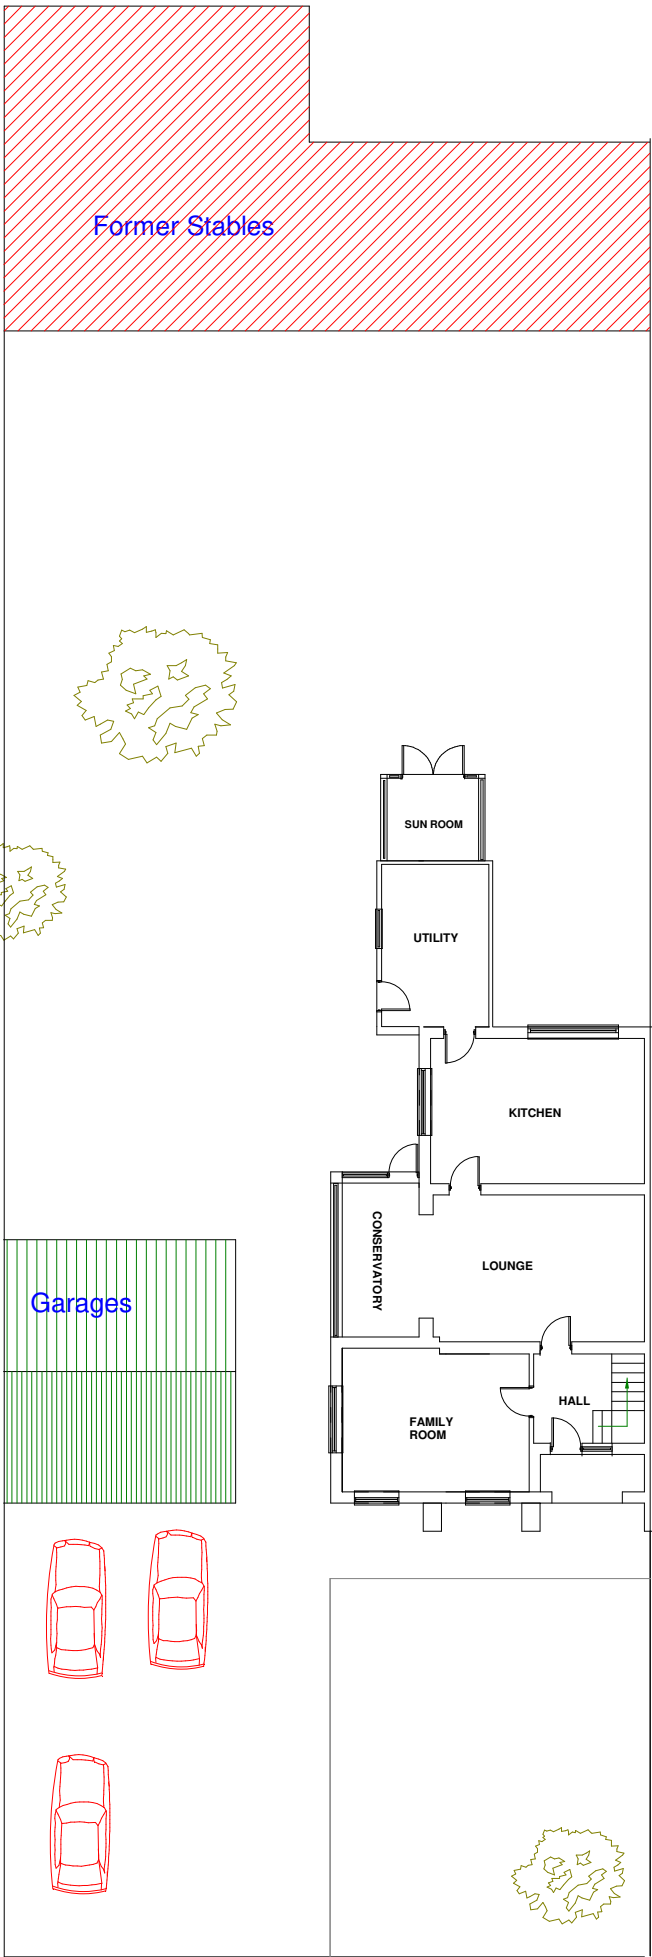 Former Stables
SUN ROOM
UTILITY
KITCHEN
CONSERVATORY
LOUNGE
Garages
HALL
FAMILY
ROOM